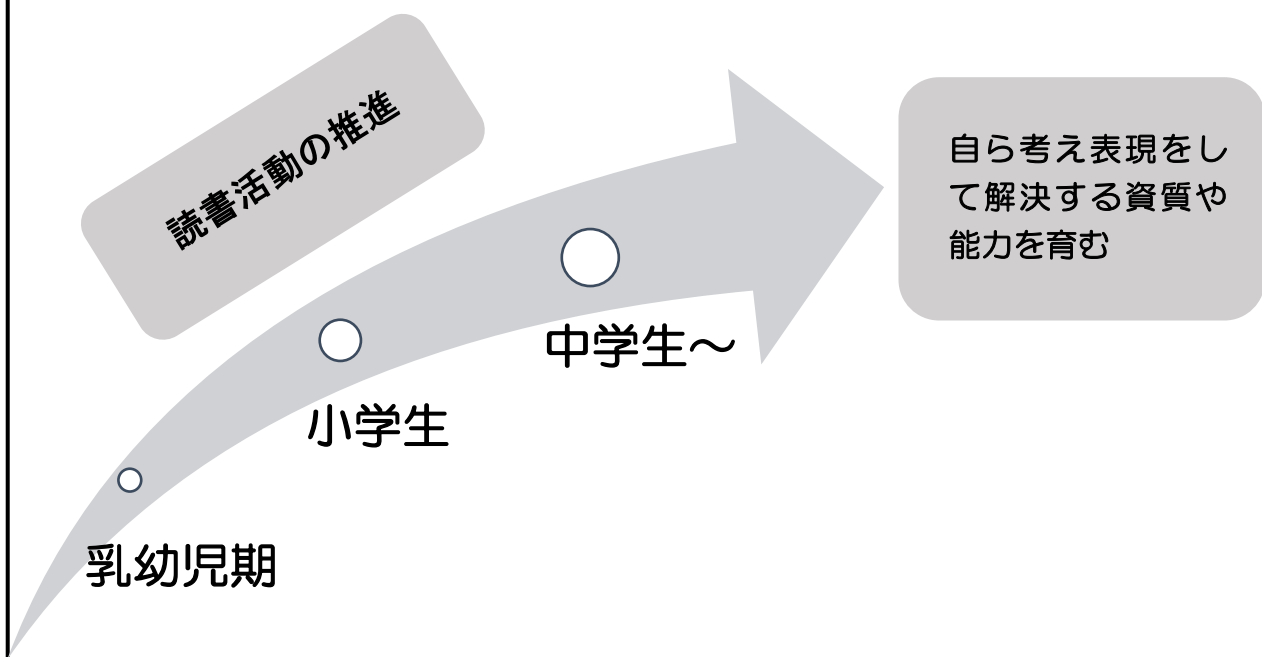 読書活動の推進
自ら考え表現をし
て解決する資質や
能力を育む
中学生～
小学生
乳幼児期